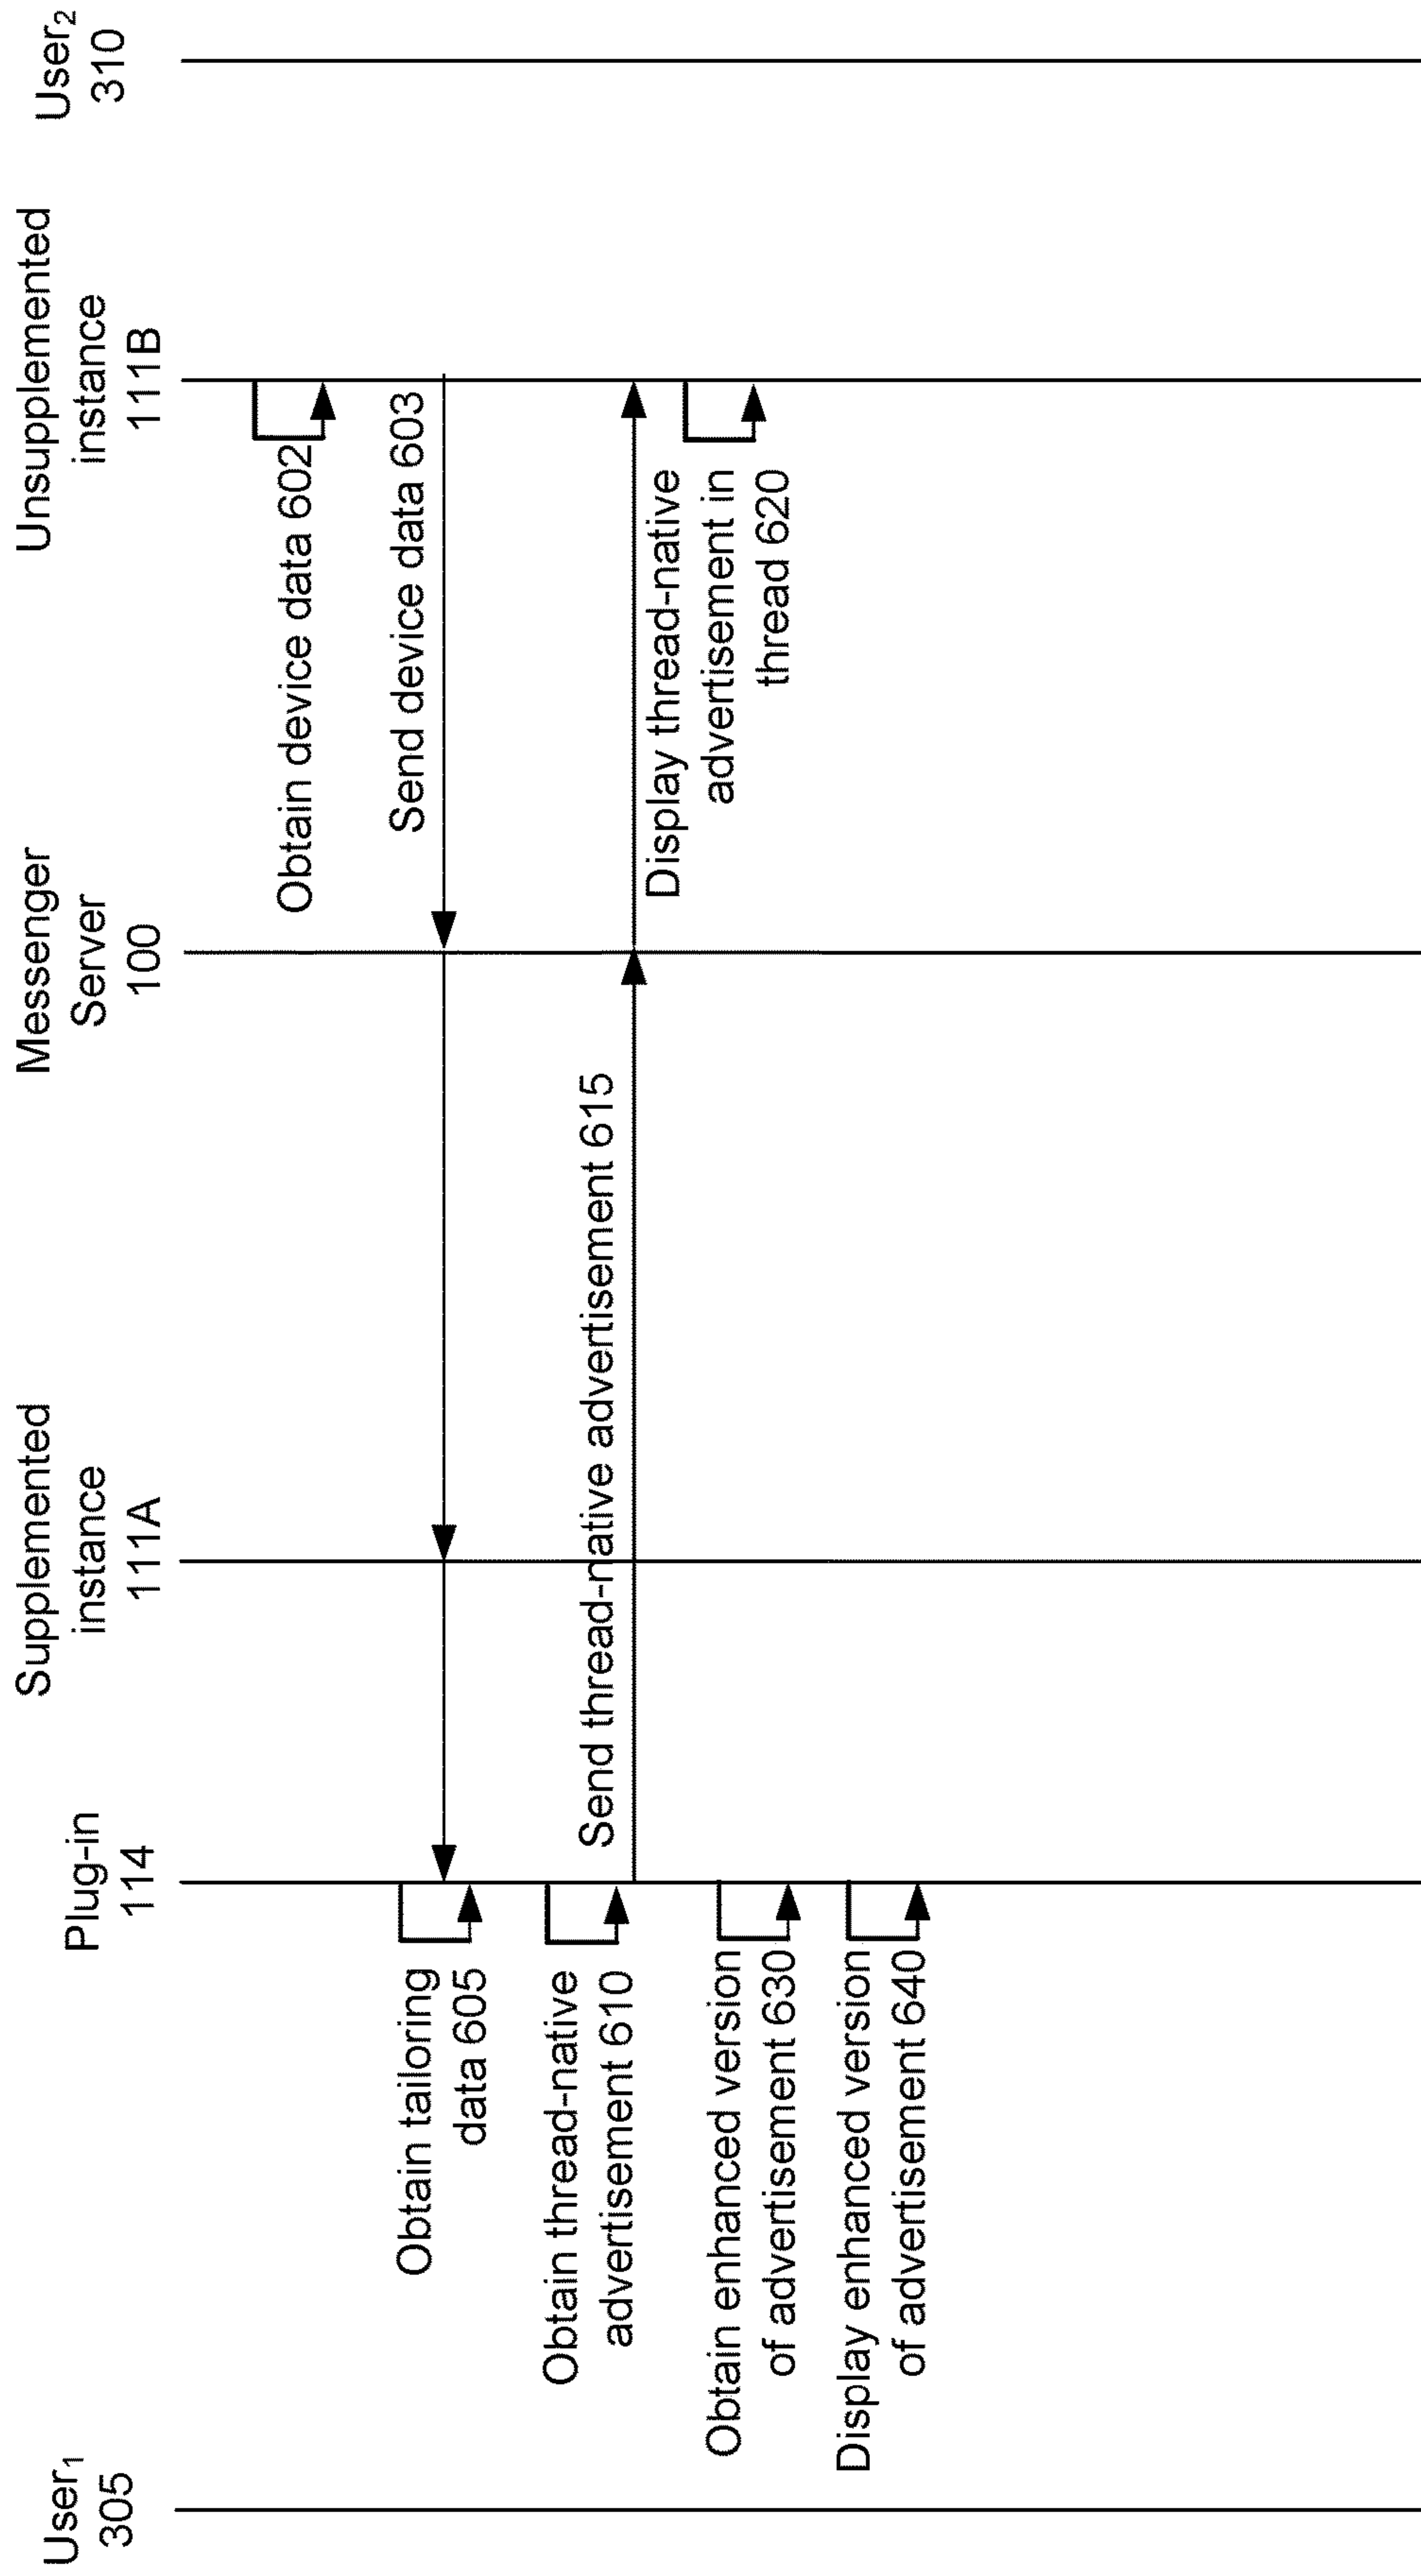 User₁
305
Plug-in
114
Supplemented
instance
111A
Messenger
Server
100
Unsupplemented
instance
111B
User₂
310
Obtain device data 602
Send device data 603
Obtain tailoring
data 605
Obtain thread-native
advertisement 610
Send thread-native advertisement 615
Display thread-native
advertisement in
thread 620
Obtain enhanced version
of advertisement 630
Display enhanced version
of advertisement 640